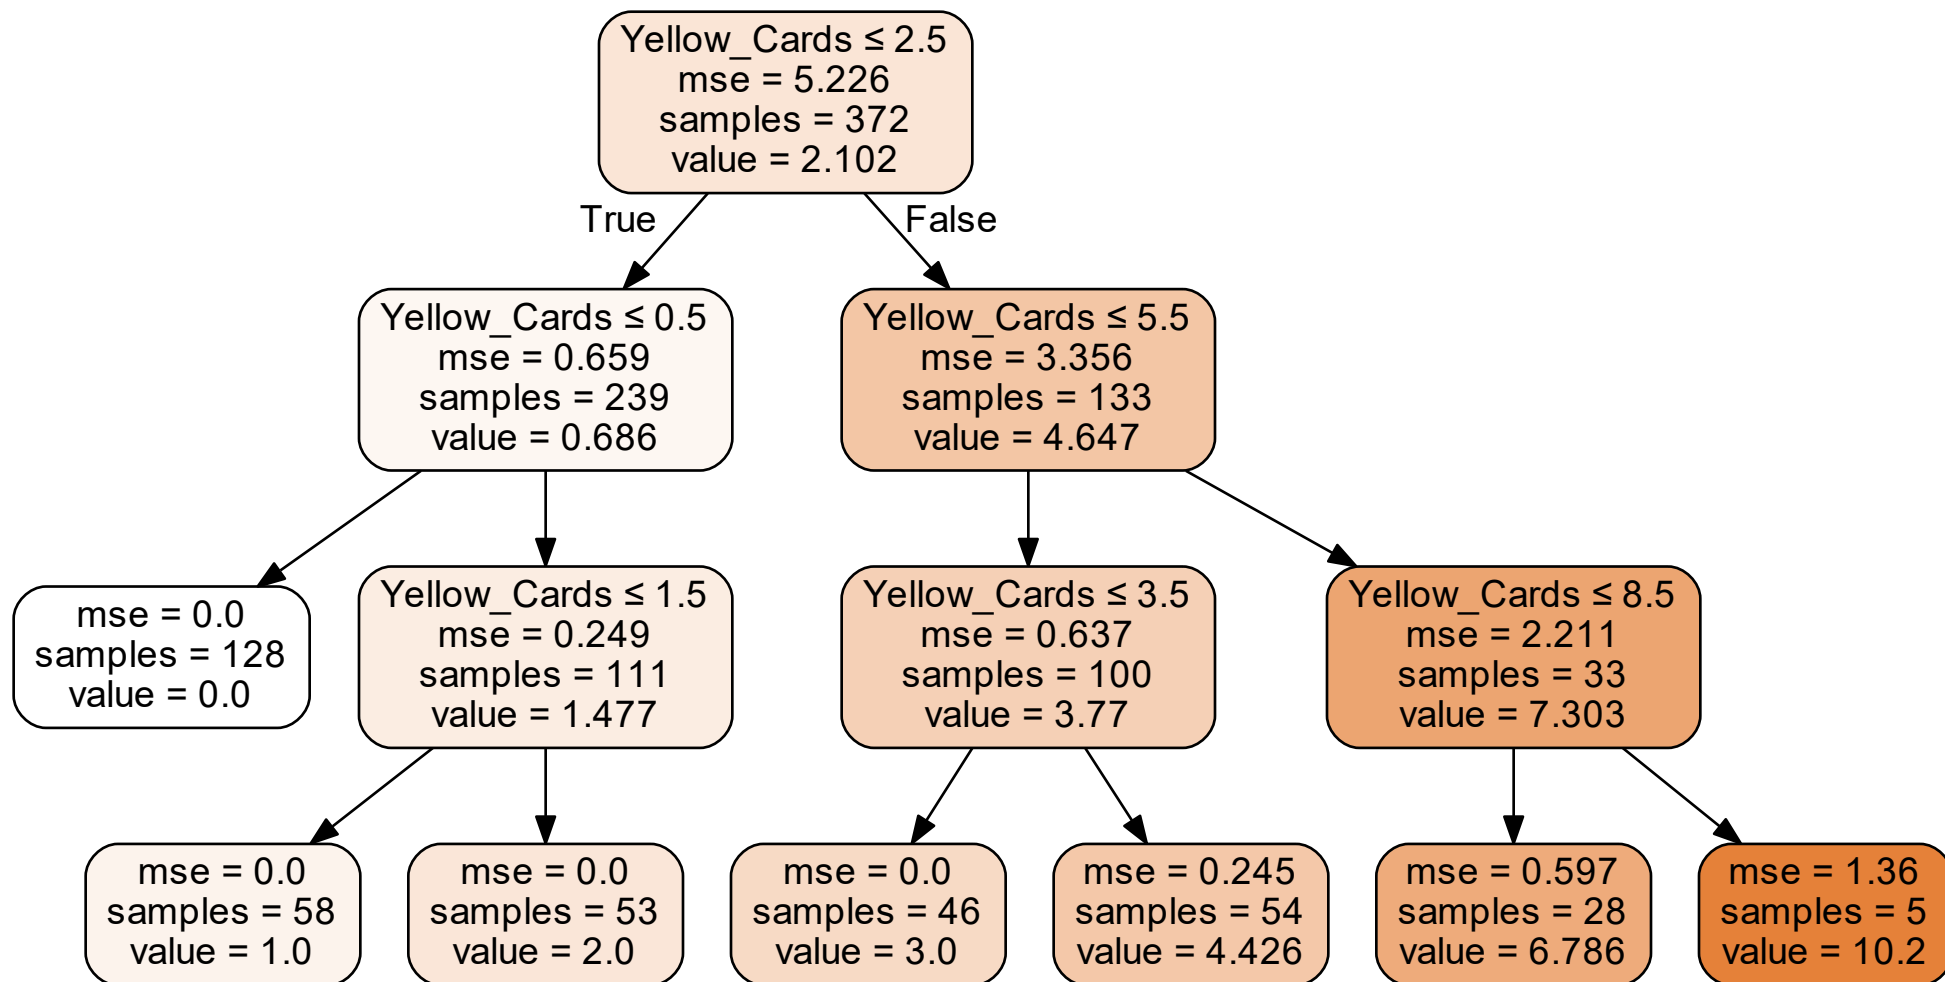 Yellow_Cards ≤ 2.5
mse = 5.226
samples = 372
value = 2.102
True
False
Yellow_Cards ≤ 0.5
mse = 0.659
samples = 239
value = 0.686
Yellow_Cards ≤ 5.5
mse = 3.356
samples = 133
value = 4.647
mse = 0.0
samples = 128
value = 0.0
Yellow_Cards ≤ 1.5
mse = 0.249
samples = 111
value = 1.477
Yellow_Cards ≤ 3.5
mse = 0.637
samples = 100
value = 3.77
Yellow_Cards ≤ 8.5
mse = 2.211
samples = 33
value = 7.303
mse = 0.0
samples = 58
value = 1.0
mse = 0.0
samples = 53
value = 2.0
mse = 0.0
samples = 46
value = 3.0
mse = 0.245
samples = 54
value = 4.426
mse = 0.597
samples = 28
value = 6.786
mse = 1.36
samples = 5
value = 10.2